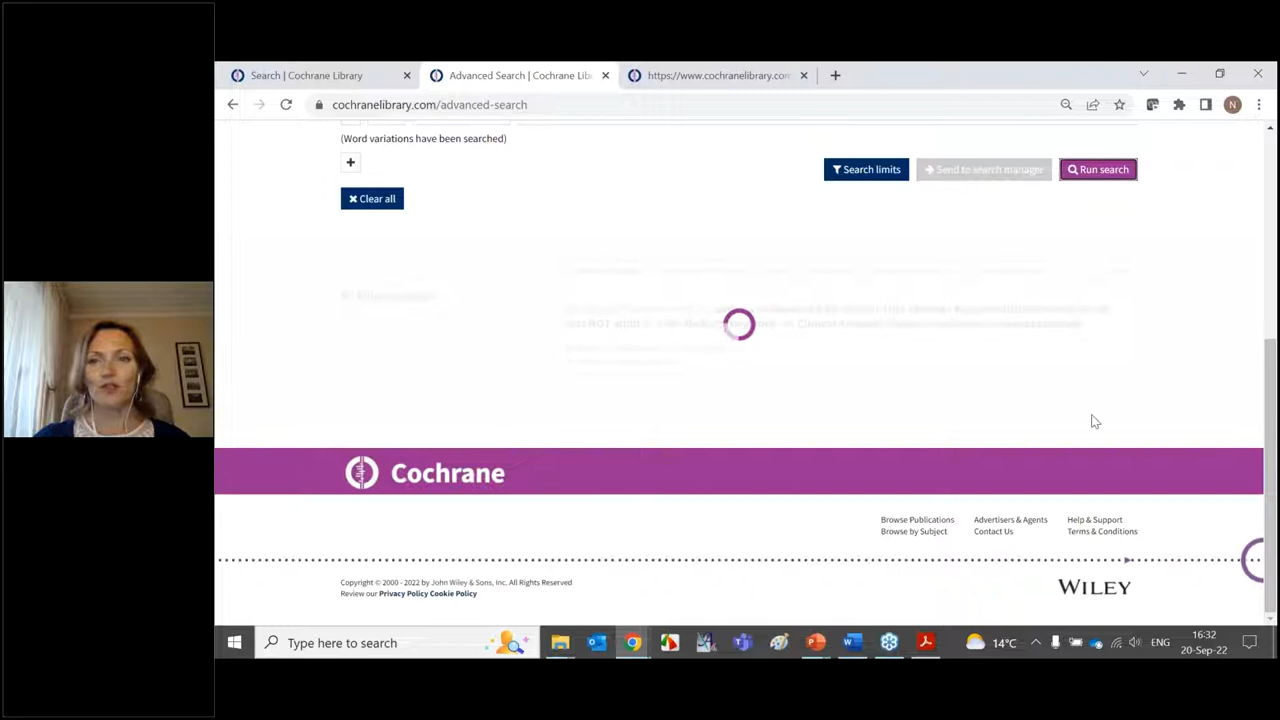 Search | Cochrane Library
Advanced Search | Cochrane Lib
https://www.cochranelibrary.com
cochranelibrary.com/advanced-search
N
(Word variations have been searched)
Search limits
Send to search manager
Run search
Clear all
Cochrane
Browse Publications
Advertisers & Agents
Help & Support
Browse by Subject
Contact Us
Terms & Conditions
Copyright © 2000 - 2022 by John Wiley & Sons, Inc. All Rights Reserved
Review our Privacy Policy Cookie Policy
WILEY
Type here to search
14°C
ENG
16:32
20-Sep-22